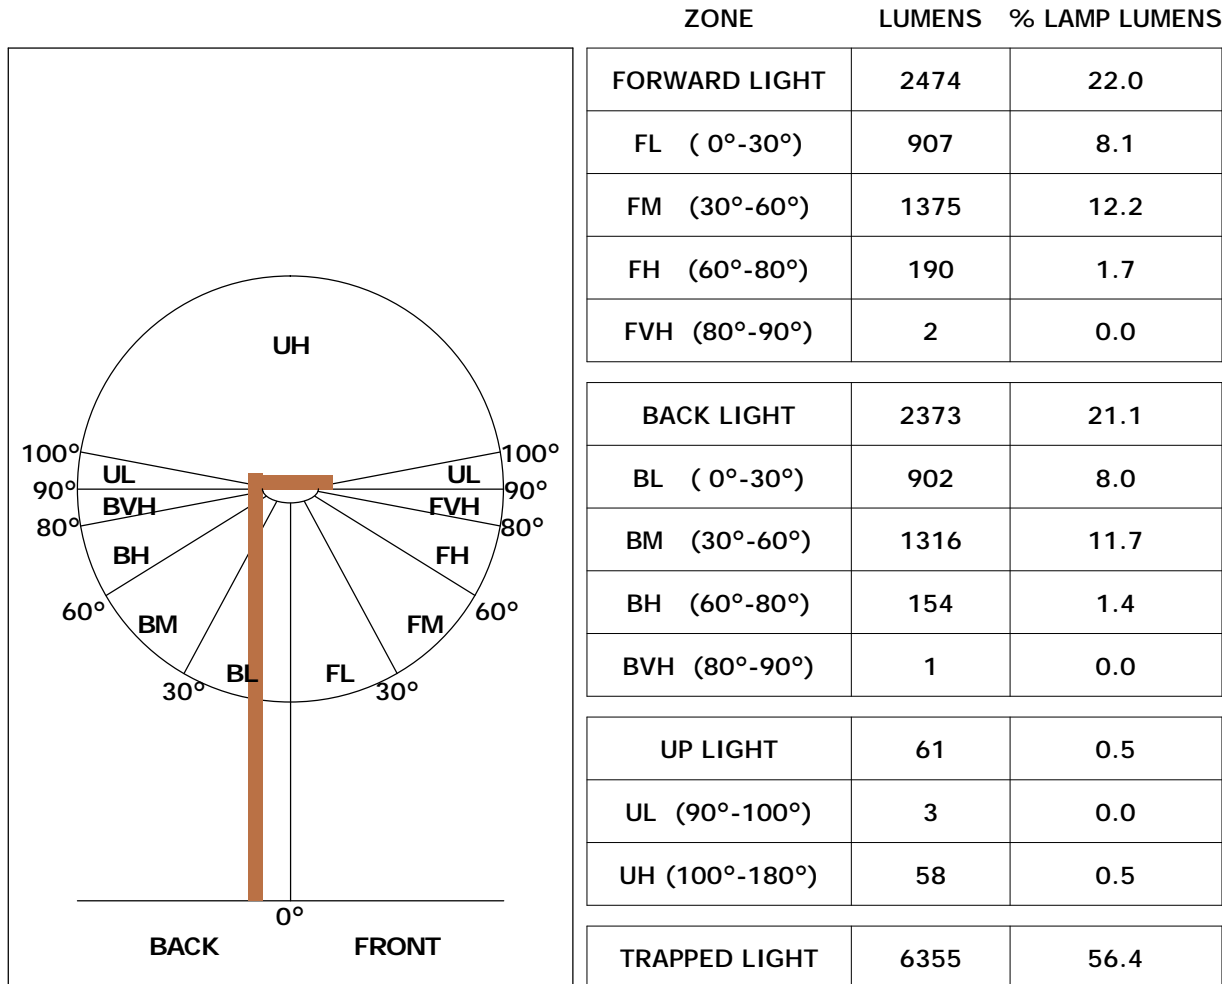 ZONE LUMENS % LAMP LUMENS
FORWARD LIGHT 2474 22.0
FL ( 0°-30°) 907 8.1
FM (30°-60°) 1375 12.2
FH (60°-80°) 190 1.7
FVH (80°-90°) 2 0.0
BACK LIGHT 2373 21.1
BL ( 0°-30°) 902 8.0
BM (30°-60°) 1316 11.7
BH (60°-80°) 154 1.4
BVH (80°-90°) 1 0.0
UP LIGHT 61 0.5
UL (90°-100°) 3 0.0
UH (100°-180°) 58 0.5
TRAPPED LIGHT 6355 56.4
UH
100° 100°
UL UL
90° 90°
BVH FVH
80° 80°
BH FH
60° 60°
BM FM
BL FL
30° 30°
0°
BACK FRONT